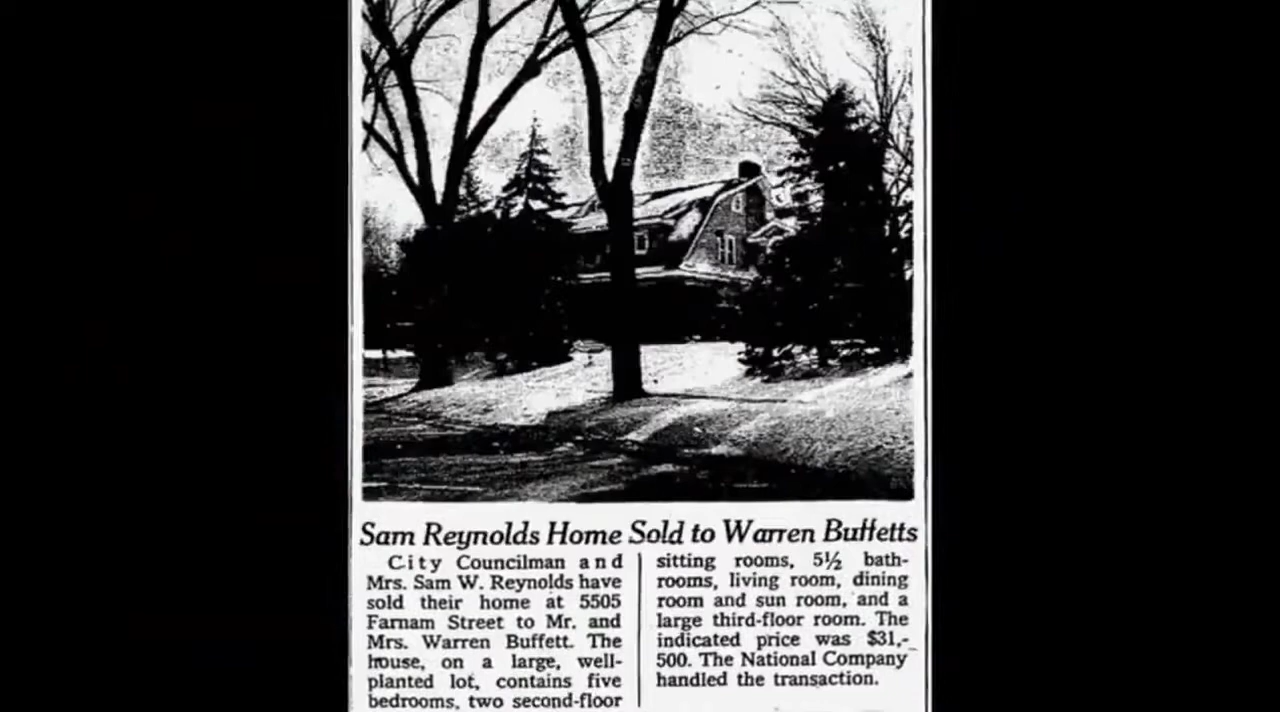 Sam Reynolds Home Sold to Warren Buffetts
City Councilman and
Mrs. Sam W. Reynolds have
sold their home at 5505
Farnam Street to Mr. and
Mrs. Warren Buffett. The
house, on a large, well-
planted lot, contains five
bedrooms, two second-floor
sitting rooms, 5½ bath-
rooms, living room, dining
room and sun room, and a
large third-floor room. The
indicated price was $31,-
500. The National Company
handled the transaction.